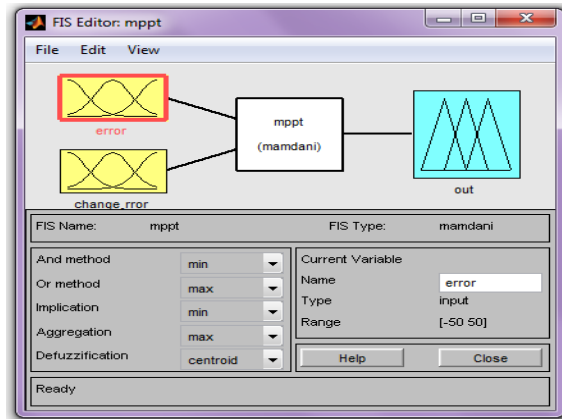 FIS Editor: mppt
File Edit View
error
mppt
(mamdani)
change_rror
out
FIS Name: mppt FIS Type: mamdani
And method min
Or method max
Implication min
Aggregation max
Defuzzification centroid
Current Variable
Name error
Type input
Range [-50 50]
Help Close
Ready